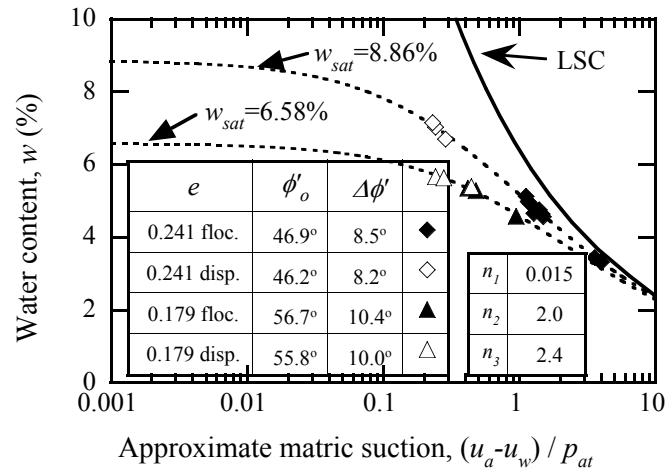 10
8
6
4
2
0
Water content, w (%)
w_sat=8.86%
w_sat=6.58%
LSC
e ϕ'_o Δϕ'
0.241 floc. 46.9° 8.5° ◆
0.241 disp. 46.2° 8.2° ◇
0.179 floc. 56.7° 10.4° ▲
0.179 disp. 55.8° 10.0° △
n_1 0.015
n_2 2.0
n_3 2.4
0.001 0.01 0.1 1 10
Approximate matric suction, (u_a-u_w) / p_at